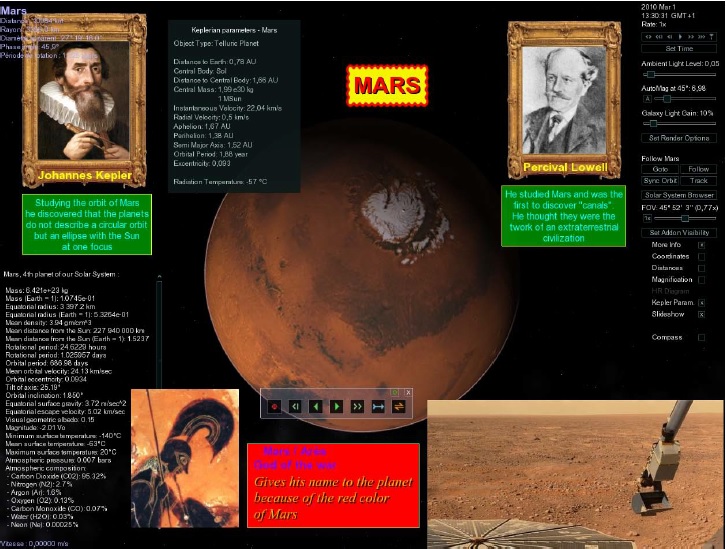 Mars
Johannes Kepler
Studying the orbit of Mars
he discovered that the planets
do not describe a circular orbit
but an ellipse with the Sun
at one focus
Keplerian parameters - Mars
Object Type: Telluric Planet
Distance to Earth: 0,78 AU
Central Body: Sol
Distance to Central Body: 1,66 AU
Central Mass: 1,99 e30 kg
1 MSun
Instantaneous Velocity: 22,04 km/s
Radial Velocity: 0,5 km/s
Aphelion: 1,67 AU
Perihelion: 1,38 AU
Semi Major Axis: 1,52 AU
Orbital Period: 1,88 year
Excentricity: 0,093
Radiation Temperature: -57 °C
MARS
Percival Lowell
He studied Mars and was the
first to discover "canals".
He thought they were the
twork of an extraterrestrial
civilization
2010 Mar 1
13:30:31 GMT+1
Rate: 1x
Set Time
Ambient Light Level: 0,05
AutoMag at 45°: 6,98
A
Galaxy Light Gain: 10%
Set Render Options
Follow Mars
Goto Follow
Sync Orbit Track
Solar System Browser
FOV: 45° 52' 3'' (0,77x)
1x
Set Addon Visibility
More Info x
Coordinates
Distances
Magnification
HR Diagram
Kepler Param. x
Slideshow x
Compass
Mars, 4th planet of our Solar System :
Mass: 6.421e+23 kg
Mass (Earth = 1): 1.0745e-01
Equatorial radius: 3 397.2 km
Equatorial radius (Earth = 1): 5.3264e-01
Mean density: 3.94 gm/cm^3
Mean distance from the Sun: 227 940 000 km
Mean distance from the Sun (Earth = 1): 1.5237
Rotational period: 24.6229 hours
Rotational period: 1.025957 days
Orbital period: 686.98 days
Mean orbital velocity: 24.13 km/sec
Orbital eccentricity: 0.0934
Tilt of axis: 25.19°
Orbital inclination: 1.850°
Equatorial surface gravity: 3.72 m/sec^2
Equatorial escape velocity: 5.02 km/sec
Visual geometric albedo: 0.15
Magnitude: -2.01 Vo
Minimum surface temperature: -140°C
Mean surface temperature: -63°C
Maximum surface temperature: 20°C
Atmospheric pressure: 0.007 bars
Atmospheric composition:
- Carbon Dioxide (C02): 95.32%
- Nitrogen (N2): 2.7%
- Argon (Ar): 1.6%
- Oxygen (O2): 0.13%
- Carbon Monoxide (CO): 0.07%
- Water (H2O): 0.03%
- Neon (Ne): 0.00025%
Mars / Ares
God of the war
Gives his name to the planet
because of the red color
of Mars
Vitesse : 0,00000 m/s